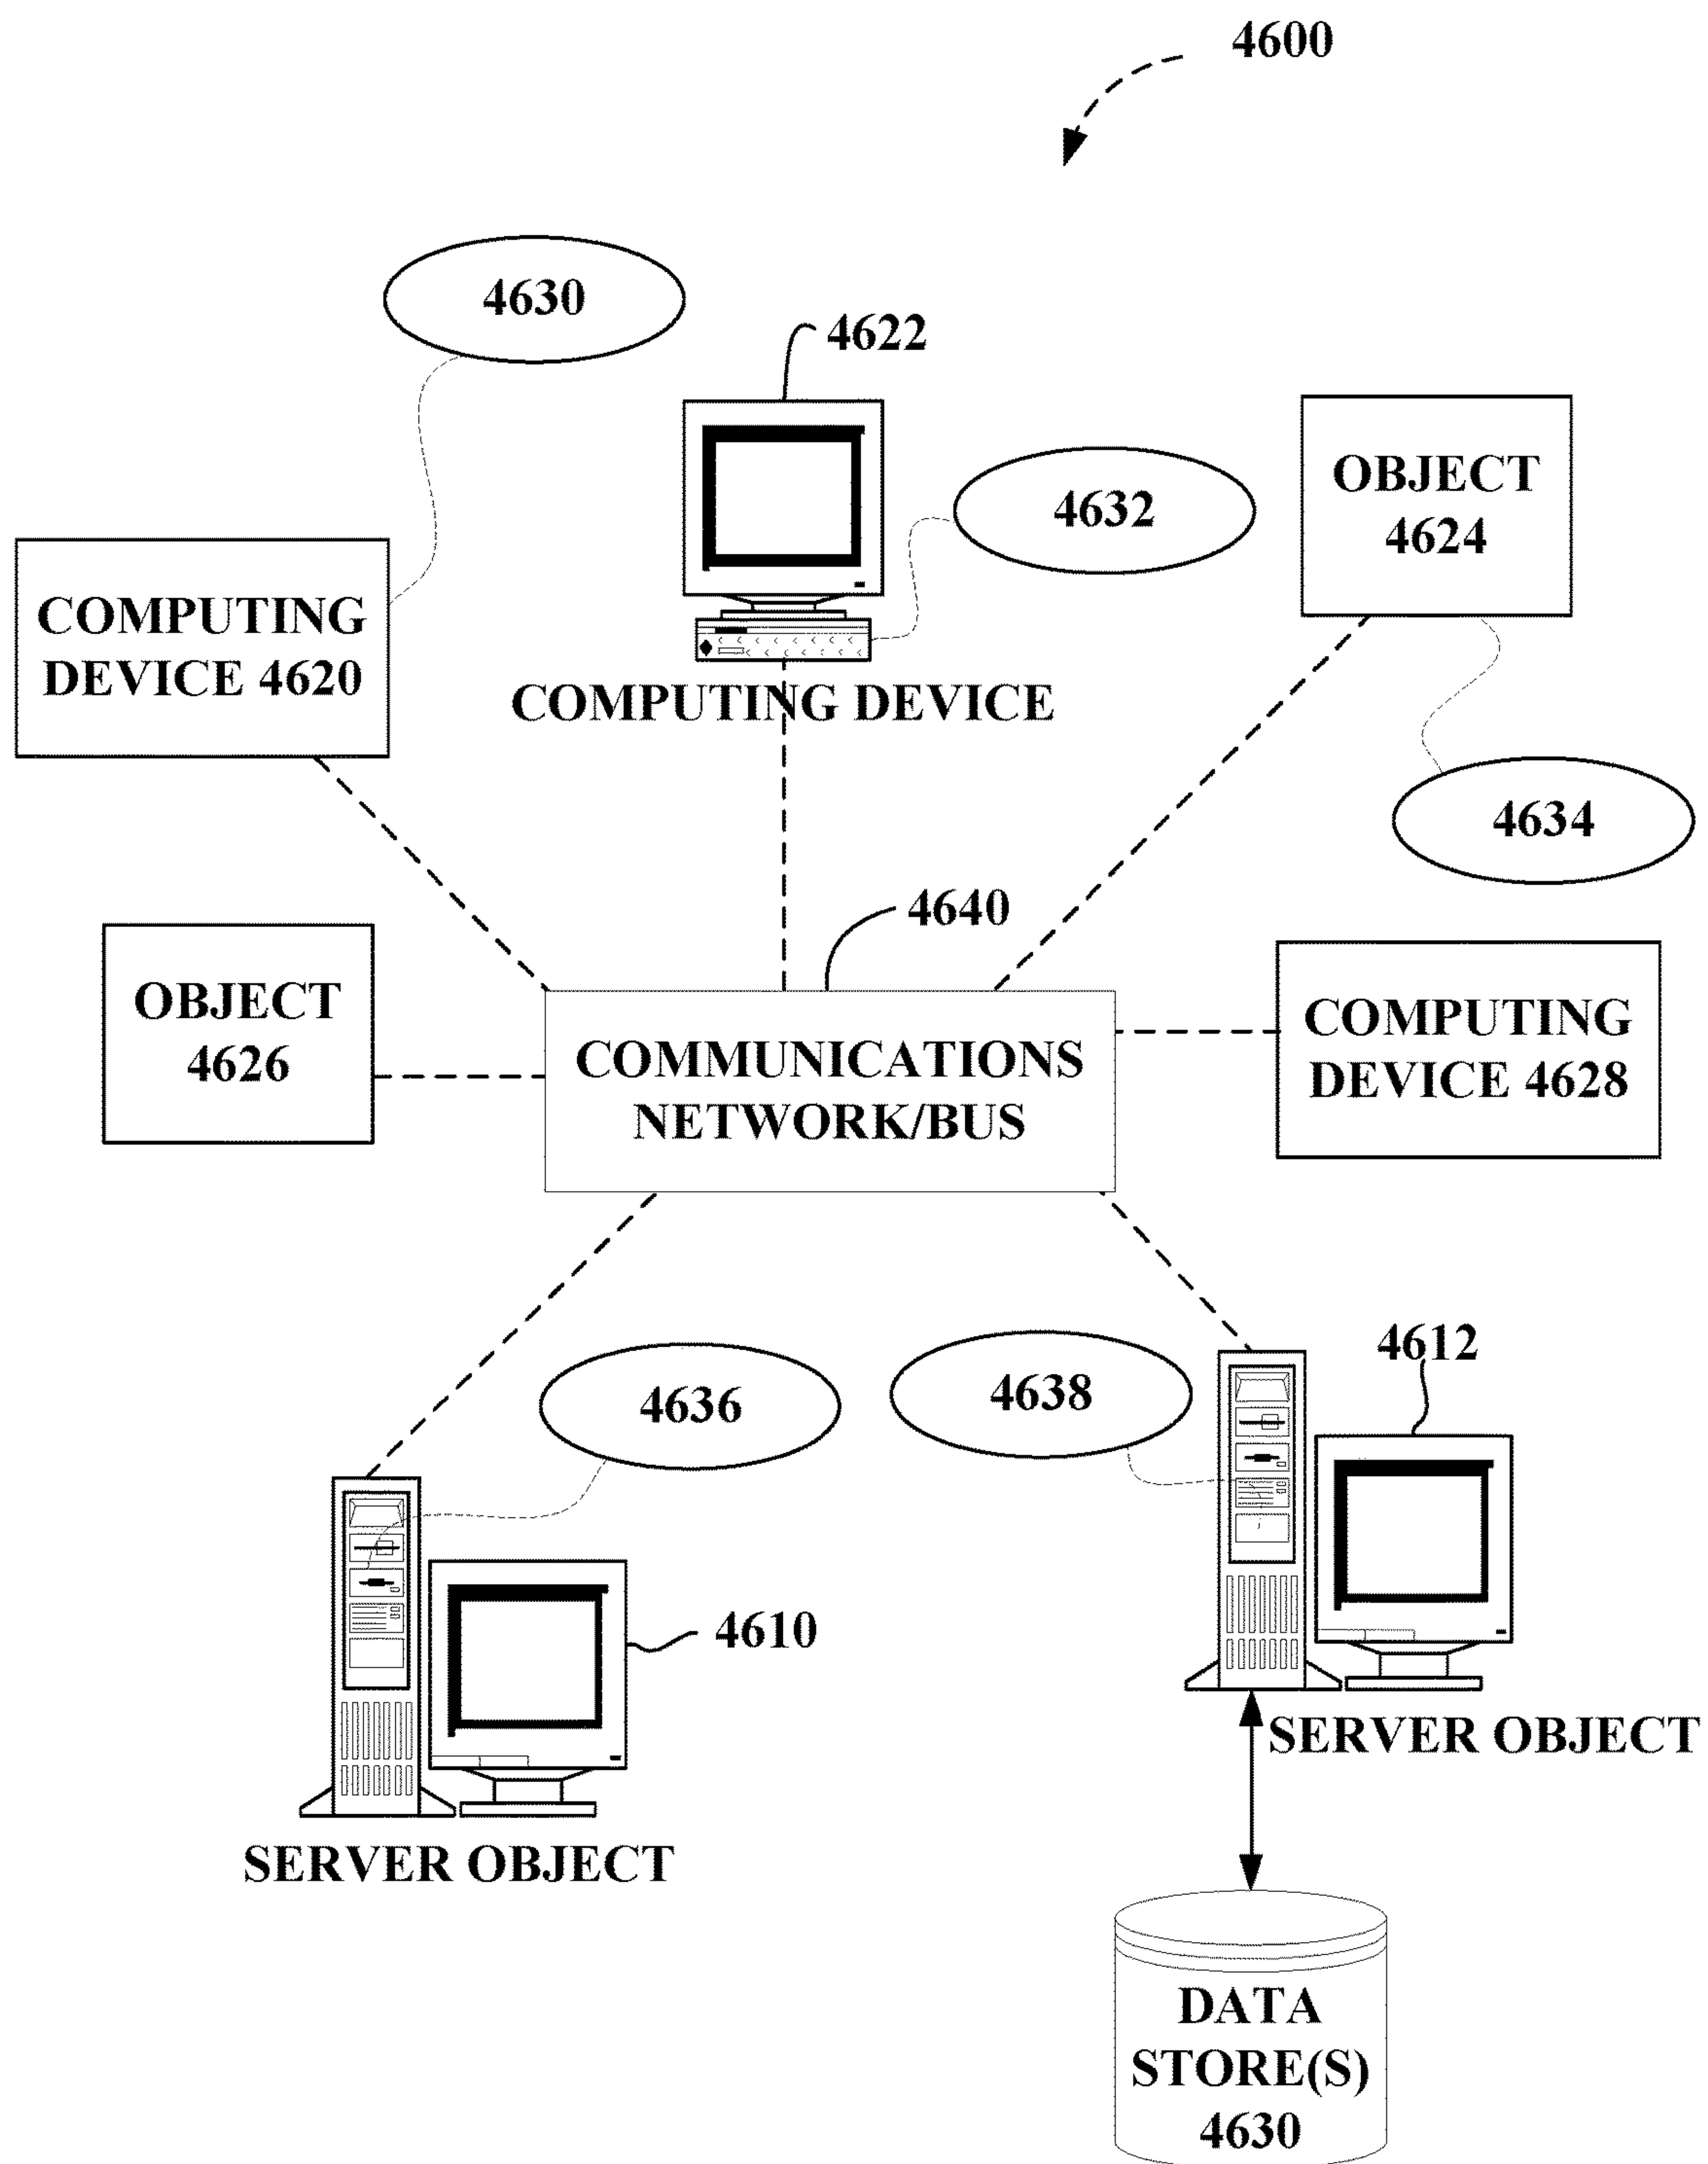 4600
4630
4622
4632
OBJECT
4624
COMPUTING
DEVICE 4620
COMPUTING DEVICE
4634
4640
OBJECT
4626
COMMUNICATIONS
NETWORK/BUS
COMPUTING
DEVICE 4628
4636
4638
4612
4610
SERVER OBJECT
SERVER OBJECT
DATA
STORE(S)
4630